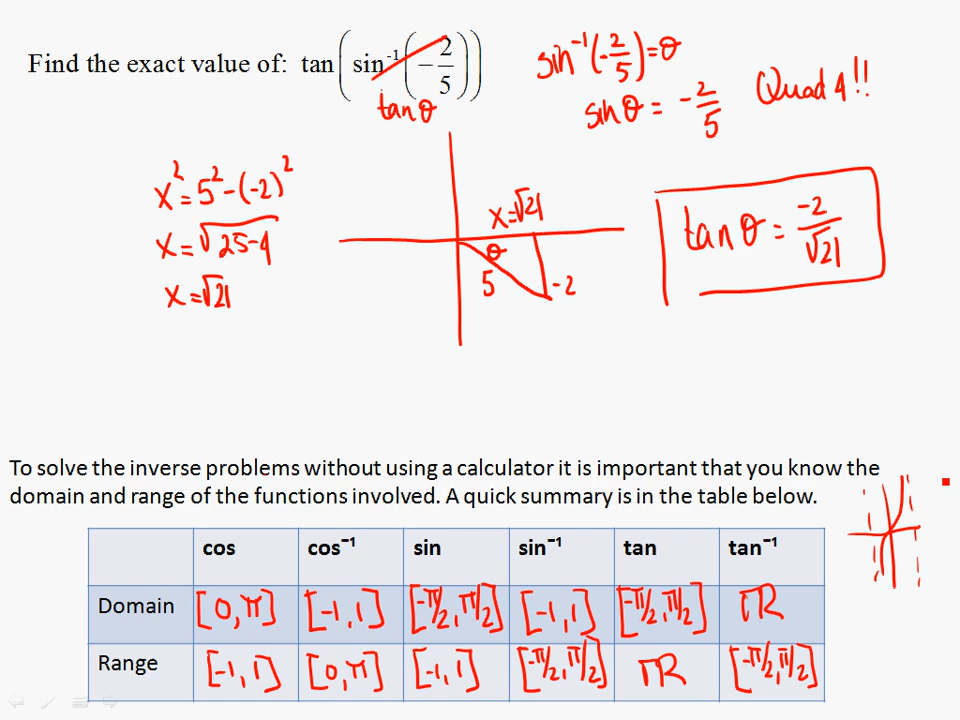 Find the exact value of: tan(sin⁻¹(-2/5))
tanθ
sin⁻¹(-2/5)=θ
sinθ = -2/5
Quad 4!!
x²=5²-(-2)²
x=√25-4
x=√21
x=√21
θ
5
-2
tanθ = -2/√21
To solve the inverse problems without using a calculator it is important that you know the
domain and range of the functions involved. A quick summary is in the table below.
cos cos⁻¹ sin sin⁻¹ tan tan⁻¹
Domain [0,π] [-1,1] [-π/2,π/2] [-1,1] [-π/2,π/2] ℝ
Range [-1,1] [0,π] [-1,1] [-π/2,π/2] ℝ [-π/2,π/2]